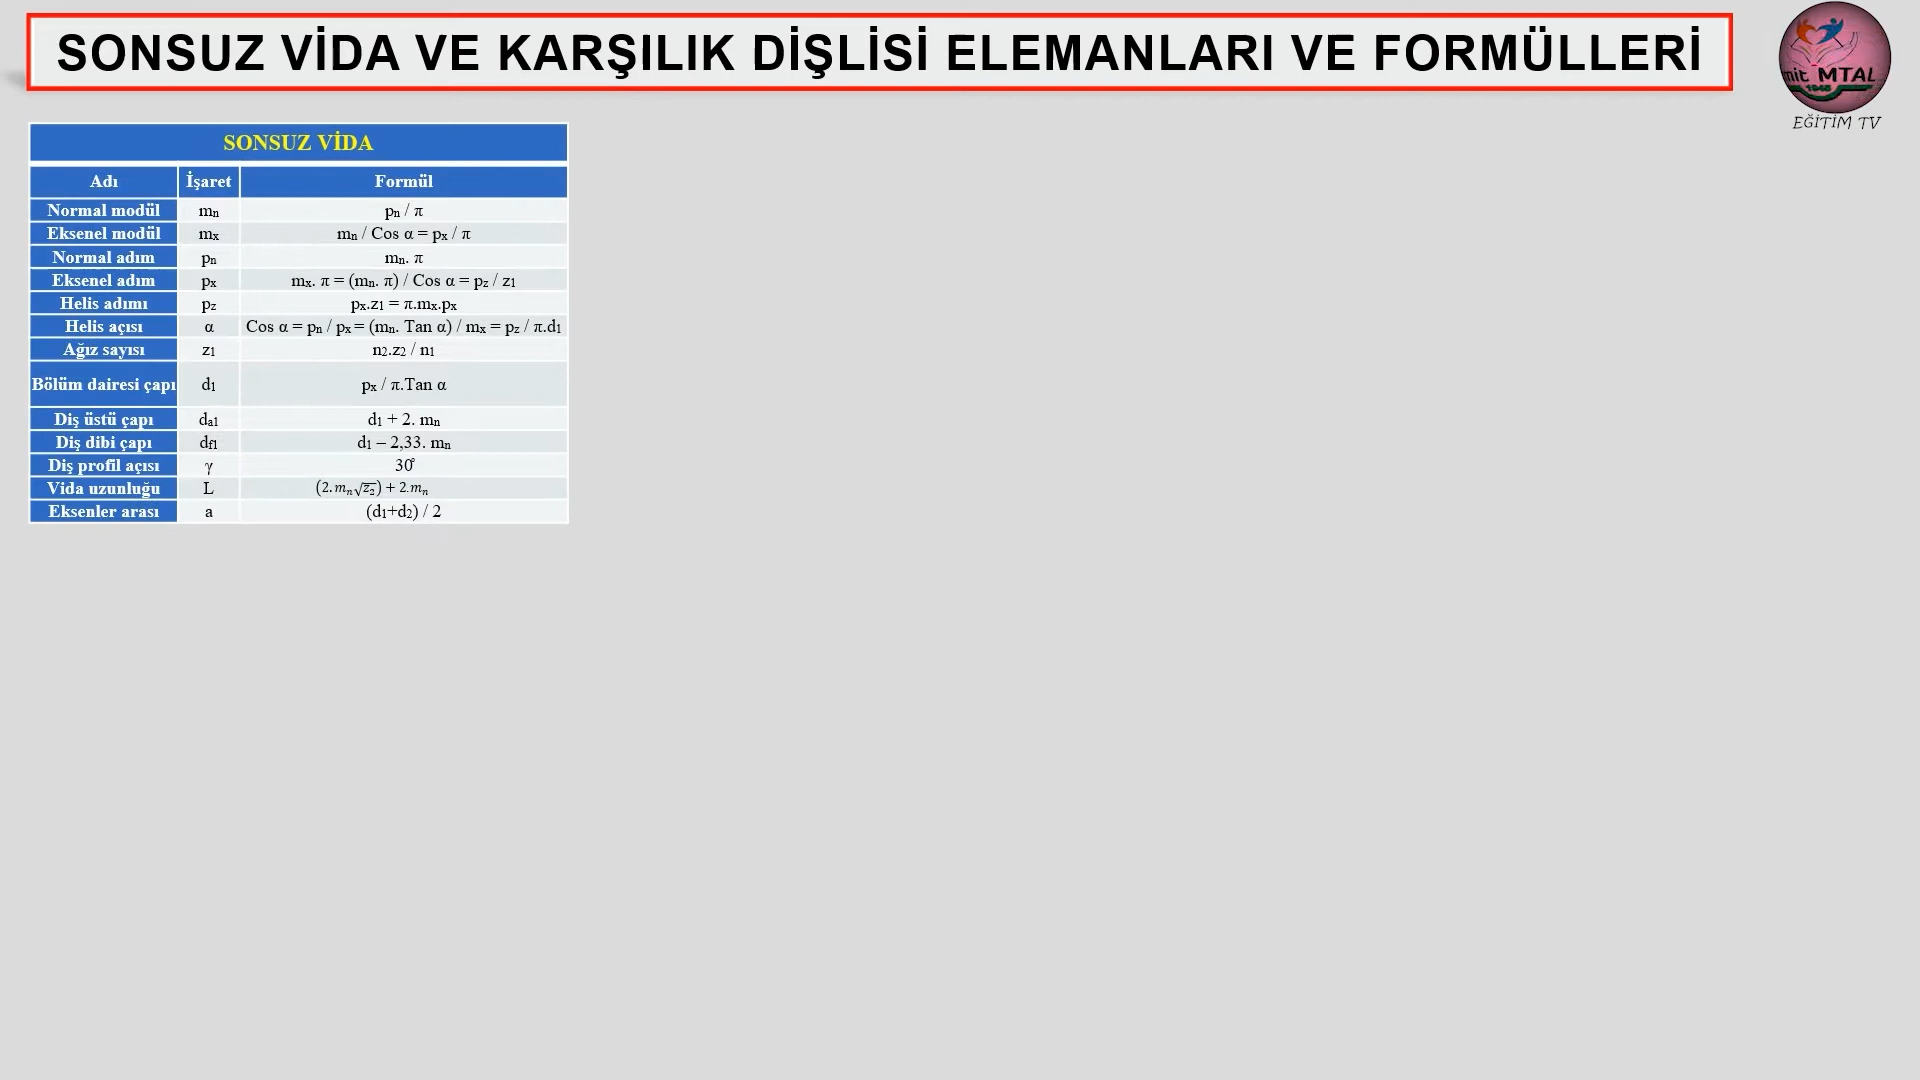 SONSUZ VİDA VE KARŞILIK DİŞLİSİ ELEMANLARI VE FORMÜLLERİ
MTAL
1945
EĞİTİM TV
SONSUZ VİDA
Adı İşaret Formül
Normal modül mn pn / π
Eksenel modül mx mn / Cos α = px / π
Normal adım pn mn. π
Eksenel adım px mx. π = (mn. π) / Cos α = pz / z1
Helis adımı pz px.z1 = π.mx.px
Helis açısı α Cos α = pn / px = (mn. Tan α) / mx = pz / π.d1
Ağız sayısı z1 n2.z2 / n1
Bölüm dairesi çapı d1 px / π.Tan α
Diş üstü çapı da1 d1 + 2. mn
Diş dibi çapı df1 d1 – 2,33. mn
Diş profil açısı γ 30°
Vida uzunluğu L (2.mn√z2) + 2.mn
Eksenler arası a (d1+d2) / 2